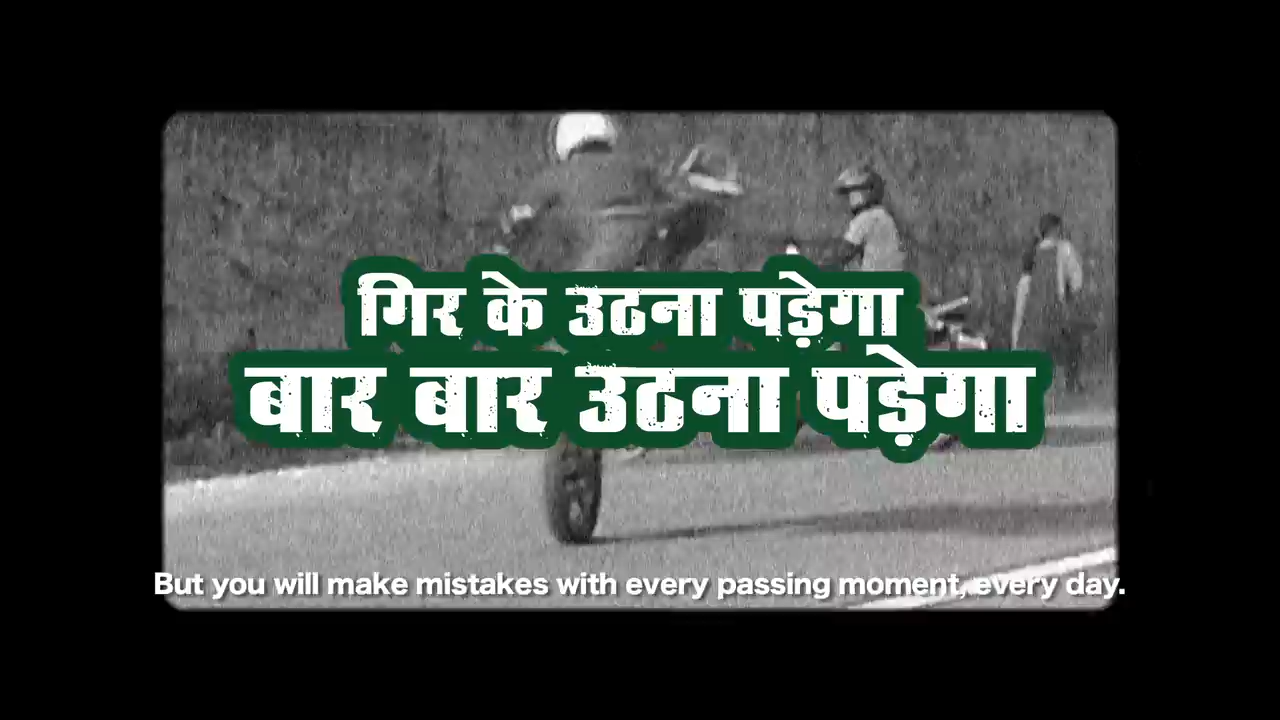 गिर के उठना पड़ेगा
बार बार उठना पड़ेगा
But you will make mistakes with every passing moment, every day.